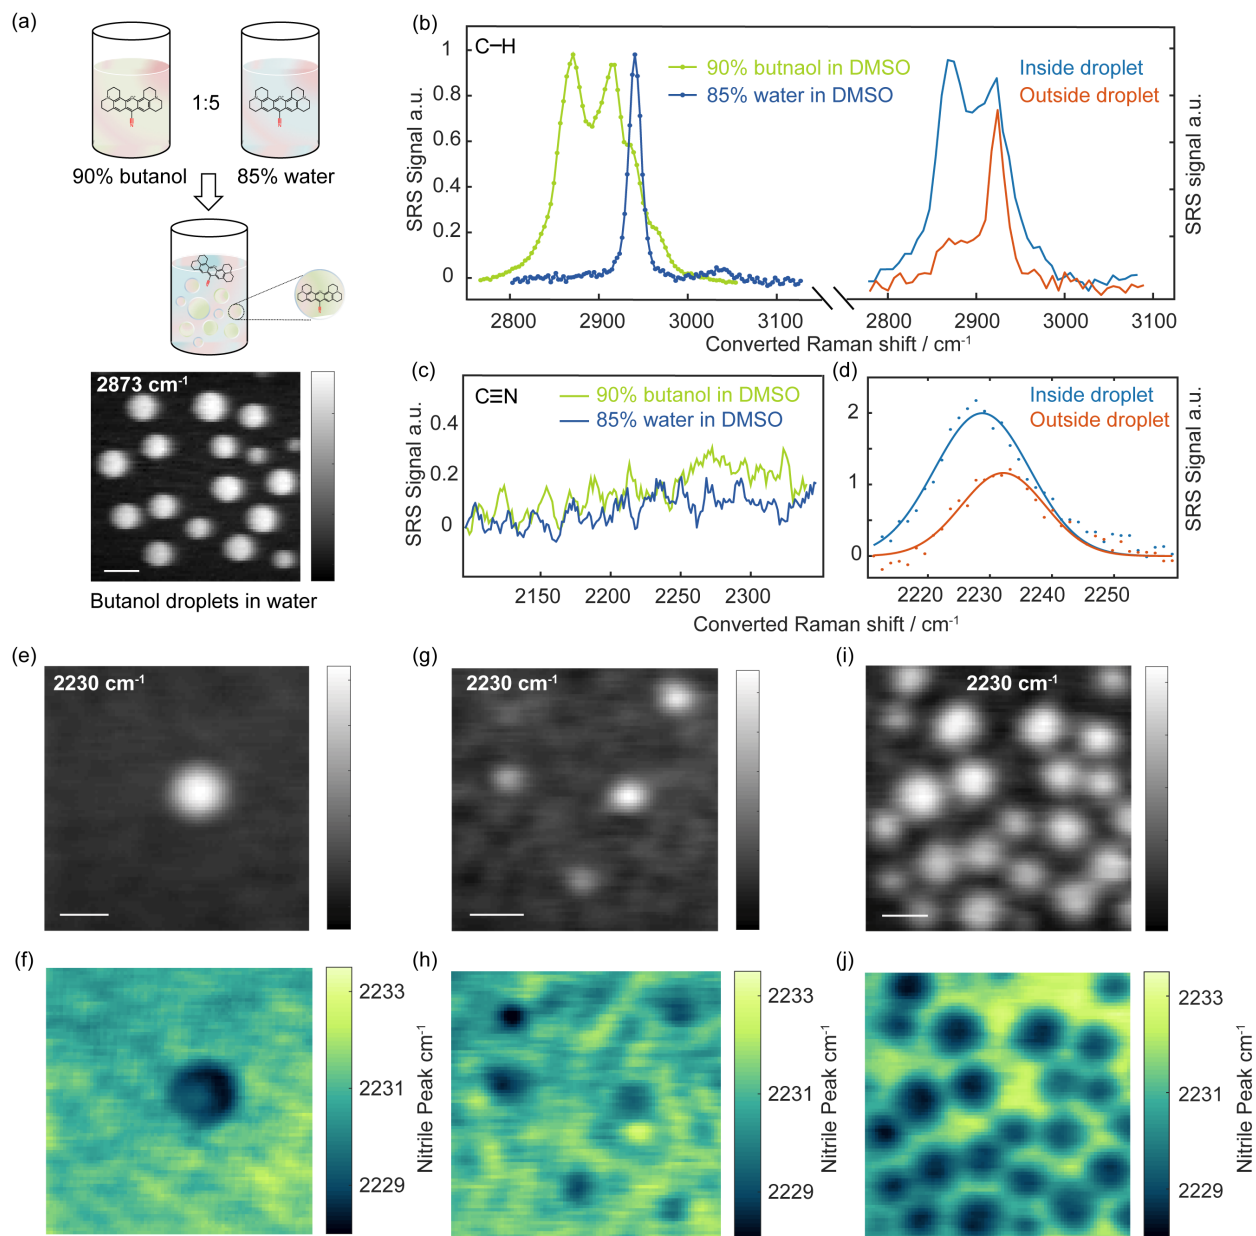 (a)
1:5
90% butanol
85% water
2873 cm-1
Butanol droplets in water
(b)
C–H
90% butnaol in DMSO
85% water in DMSO
Inside droplet
Outside droplet
SRS Signal a.u.
1
0.8
0.6
0.4
0.2
0
2800
2900
3000
3100
2800
2900
3000
3100
SRS signal a.u.
Converted Raman shift / cm-1
(c)
C≡N
90% butanol in DMSO
85% water in DMSO
SRS Signal a.u.
0.4
0.2
0
2150
2200
2250
2300
(d)
Inside droplet
Outside droplet
2
1
0
2220
2230
2240
2250
SRS Signal a.u.
Converted Raman shift / cm-1
(e)
2230 cm-1
(g)
2230 cm-1
(i)
2230 cm-1
(f)
2233
2231
2229
Nitrile Peak cm-1
(h)
2233
2231
2229
Nitrile Peak cm-1
(j)
2233
2231
2229
Nitrile Peak cm-1